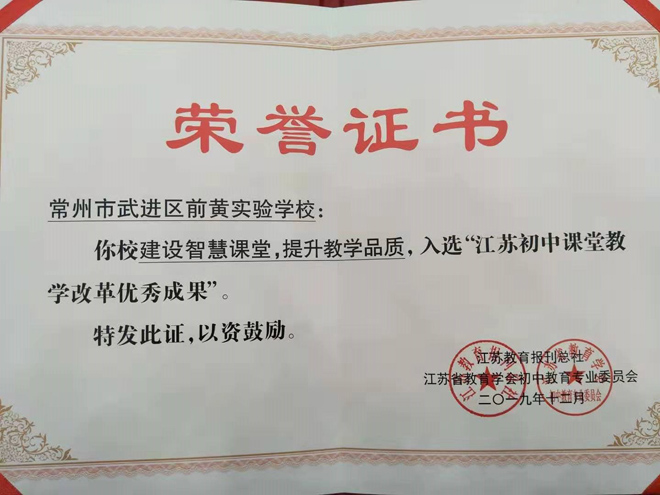 荣誉证书
常州市武进区前黄实验学校：
你校建设智慧课堂，提升教学品质，入选“江苏初中课堂教
学改革优秀成果”。
特发此证，以资鼓励。
江苏教育报刊总社
江苏省教育学会初中教育专业委员会
二〇一九年十二月